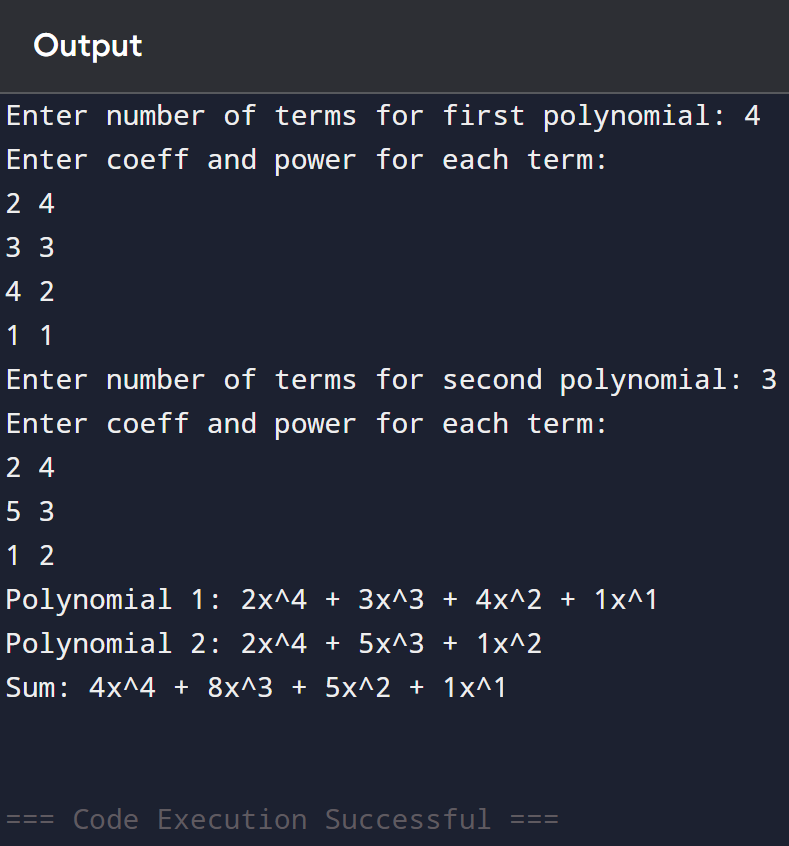 Output
Enter number of terms for first polynomial: 4
Enter coeff and power for each term:
2 4
3 3
4 2
1 1
Enter number of terms for second polynomial: 3
Enter coeff and power for each term:
2 4
5 3
1 2
Polynomial 1: 2x^4 + 3x^3 + 4x^2 + 1x^1
Polynomial 2: 2x^4 + 5x^3 + 1x^2
Sum: 4x^4 + 8x^3 + 5x^2 + 1x^1
=== Code Execution Successful ===